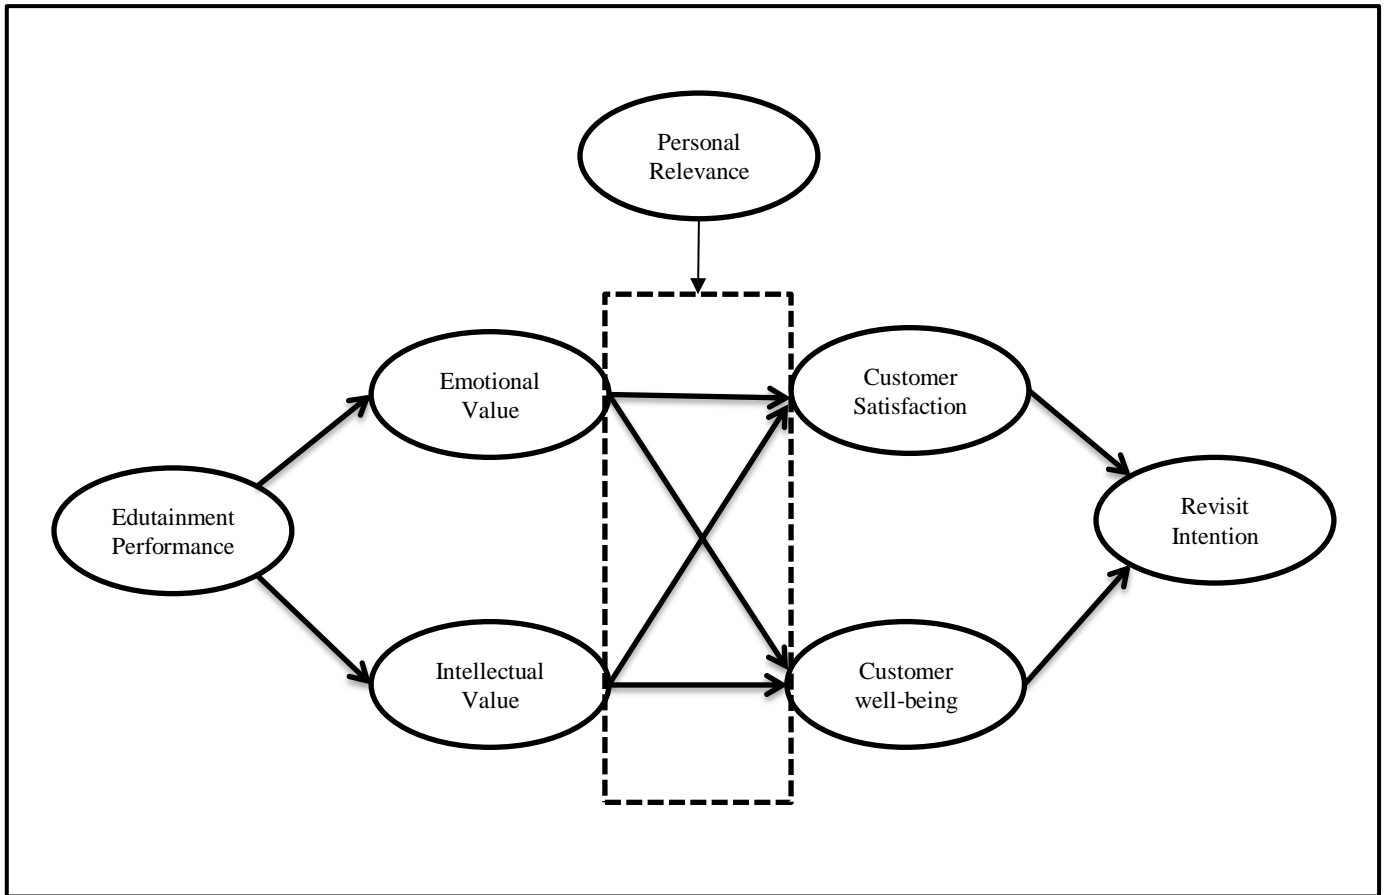 Personal
Relevance
Emotional
Value
Customer
Satisfaction
Edutainment
Performance
Revisit
Intention
Intellectual
Value
Customer
well-being